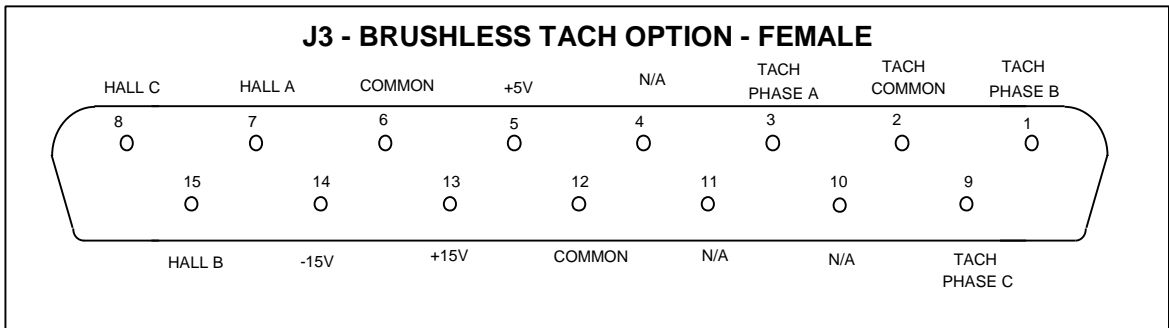 J3 - BRUSHLESS TACH OPTION - FEMALE
HALL C HALL A COMMON +5V N/A TACH PHASE A TACH COMMON TACH PHASE B
8 7 6 5 4 3 2 1
15 14 13 12 11 10 9
HALL B -15V +15V COMMON N/A N/A TACH PHASE C